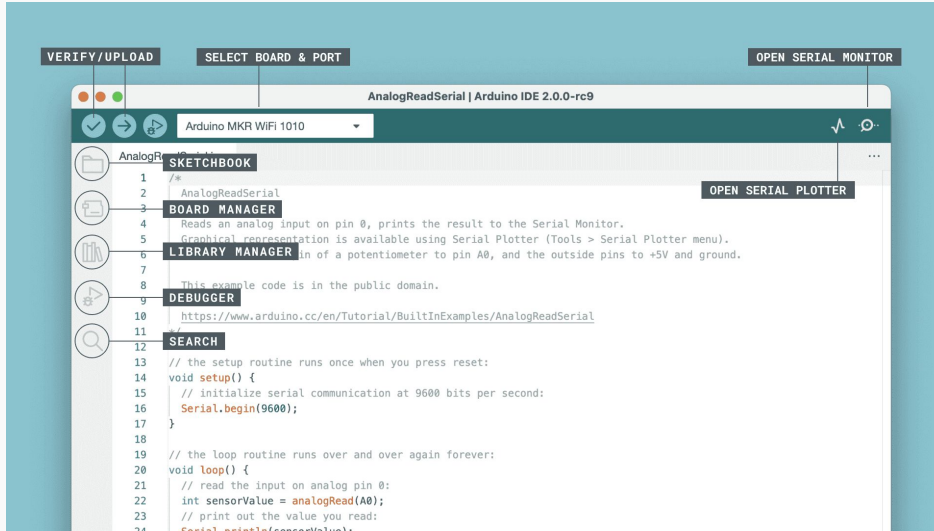 VERIFY/UPLOAD
SELECT BOARD & PORT
OPEN SERIAL MONITOR
AnalogReadSerial | Arduino IDE 2.0.0-rc9
Arduino MKR WiFi 1010
OPEN SERIAL PLOTTER
SKETCHBOOK
BOARD MANAGER
LIBRARY MANAGER
DEBUGGER
SEARCH
1 /*
2 AnalogReadSerial
3
4 Reads an analog input on pin 0, prints the result to the Serial Monitor.
5 Graphical representation is available using Serial Plotter (Tools > Serial Plotter menu).
6 of a potentiometer to pin A0, and the outside pins to +5V and ground.
7
8 This example code is in the public domain.
9
10 https://www.arduino.cc/en/Tutorial/BuiltInExamples/AnalogReadSerial
11 */
12
13 // the setup routine runs once when you press reset:
14 void setup() {
15 // initialize serial communication at 9600 bits per second:
16 Serial.begin(9600);
17 }
18
19 // the loop routine runs over and over again forever:
20 void loop() {
21 // read the input on analog pin 0:
22 int sensorValue = analogRead(A0);
23 // print out the value you read:
24 Serial.println(sensorValue);